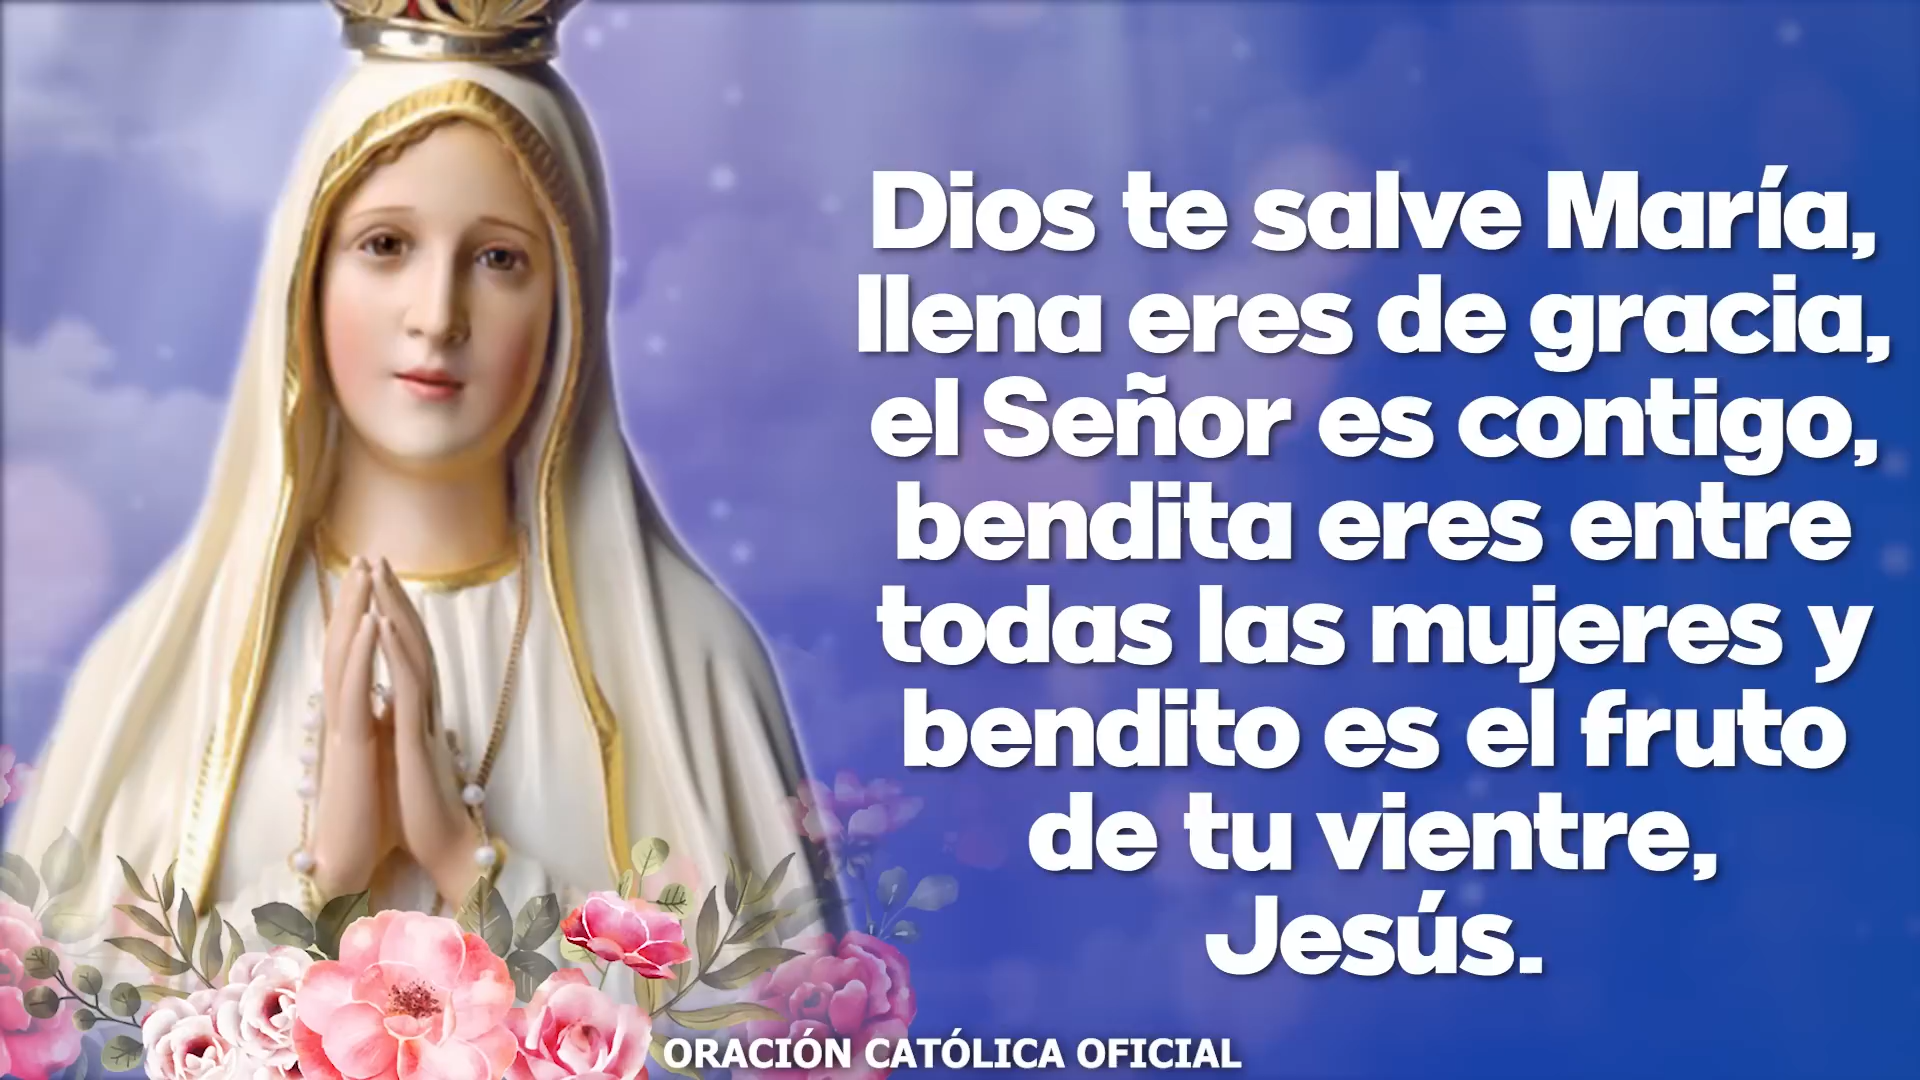 Dios te salve María,
llena eres de gracia,
el Señor es contigo,
bendita eres entre
todas las mujeres y
bendito es el fruto
de tu vientre,
Jesús.
ORACIÓN CATÓLICA OFICIAL